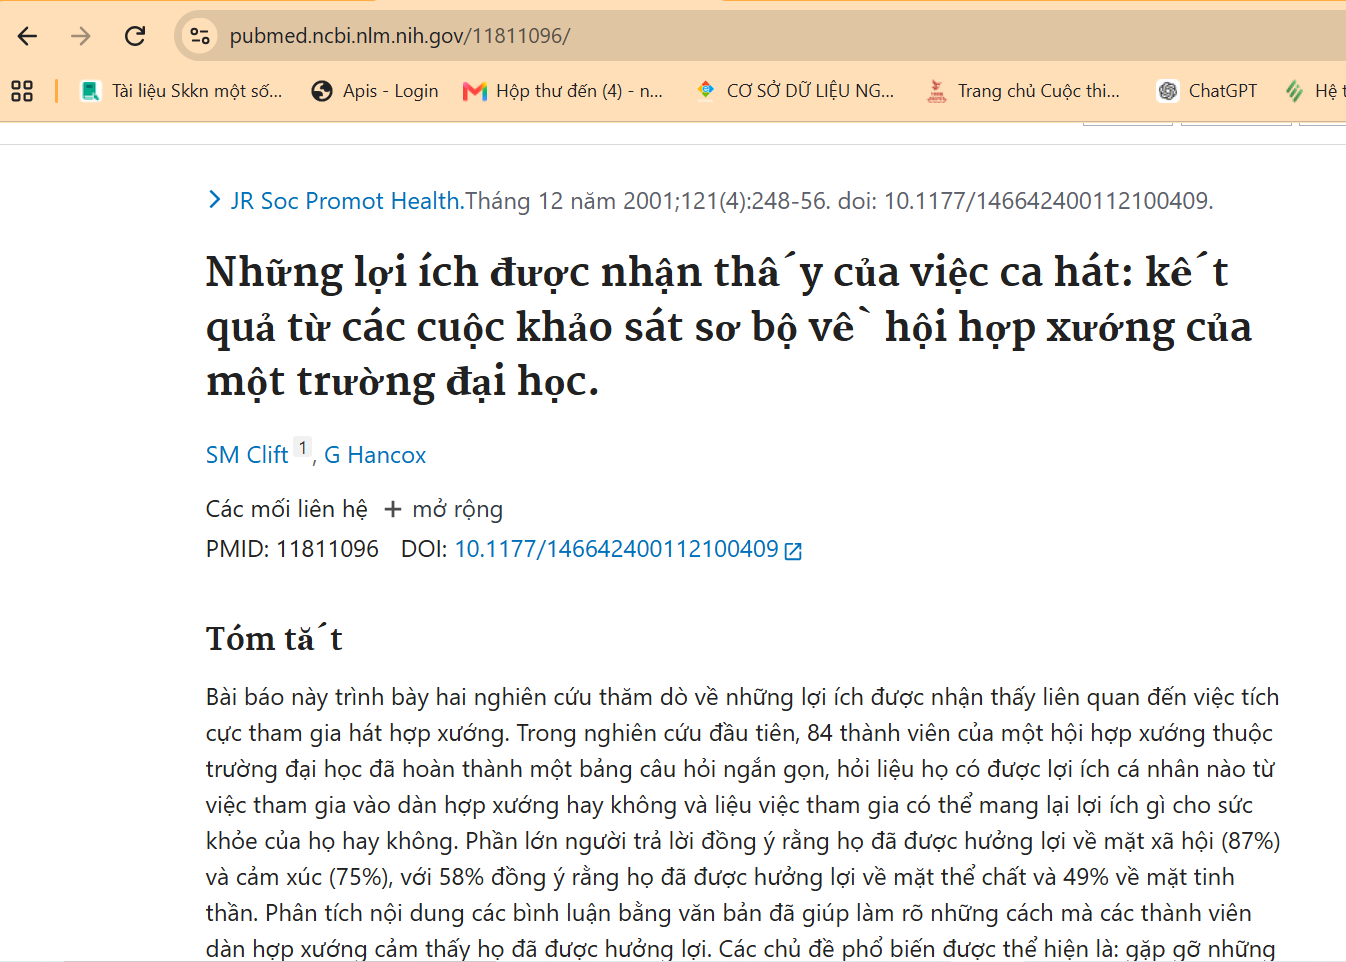 pubmed.ncbi.nlm.nih.gov/11811096/
Tài liệu Skkn một số... Apis - Login Hộp thư đến (4) - n... CƠ SỞ DỮ LIỆU NG... Trang chủ Cuộc thi... ChatGPT Hệ t
JR Soc Promot Health.Tháng 12 năm 2001;121(4):248-56. doi: 10.1177/146642400112100409.
Những lợi ích được nhận thấy của việc ca hát: kết
quả từ các cuộc khảo sát sơ bộ về hội hợp xướng của
một trường đại học.
SM Clift 1, G Hancox
Các mối liên hệ + mở rộng
PMID: 11811096 DOI: 10.1177/146642400112100409
Tóm tắt
Bài báo này trình bày hai nghiên cứu thăm dò về những lợi ích được nhận thấy liên quan đến việc tích
cực tham gia hát hợp xướng. Trong nghiên cứu đầu tiên, 84 thành viên của một hội hợp xướng thuộc
trường đại học đã hoàn thành một bảng câu hỏi ngắn gọn, hỏi liệu họ có được lợi ích cá nhân nào từ
việc tham gia vào dàn hợp xướng hay không và liệu việc tham gia có thể mang lại lợi ích gì cho sức
khỏe của họ hay không. Phần lớn người trả lời đồng ý rằng họ đã được hưởng lợi về mặt xã hội (87%)
và cảm xúc (75%), với 58% đồng ý rằng họ đã được hưởng lợi về mặt thể chất và 49% về mặt tinh
thần. Phân tích nội dung các bình luận bằng văn bản đã giúp làm rõ những cách mà các thành viên
dàn hợp xướng cảm thấy họ đã được hưởng lợi. Các chủ đề phổ biến được thể hiện là: gặp gỡ những